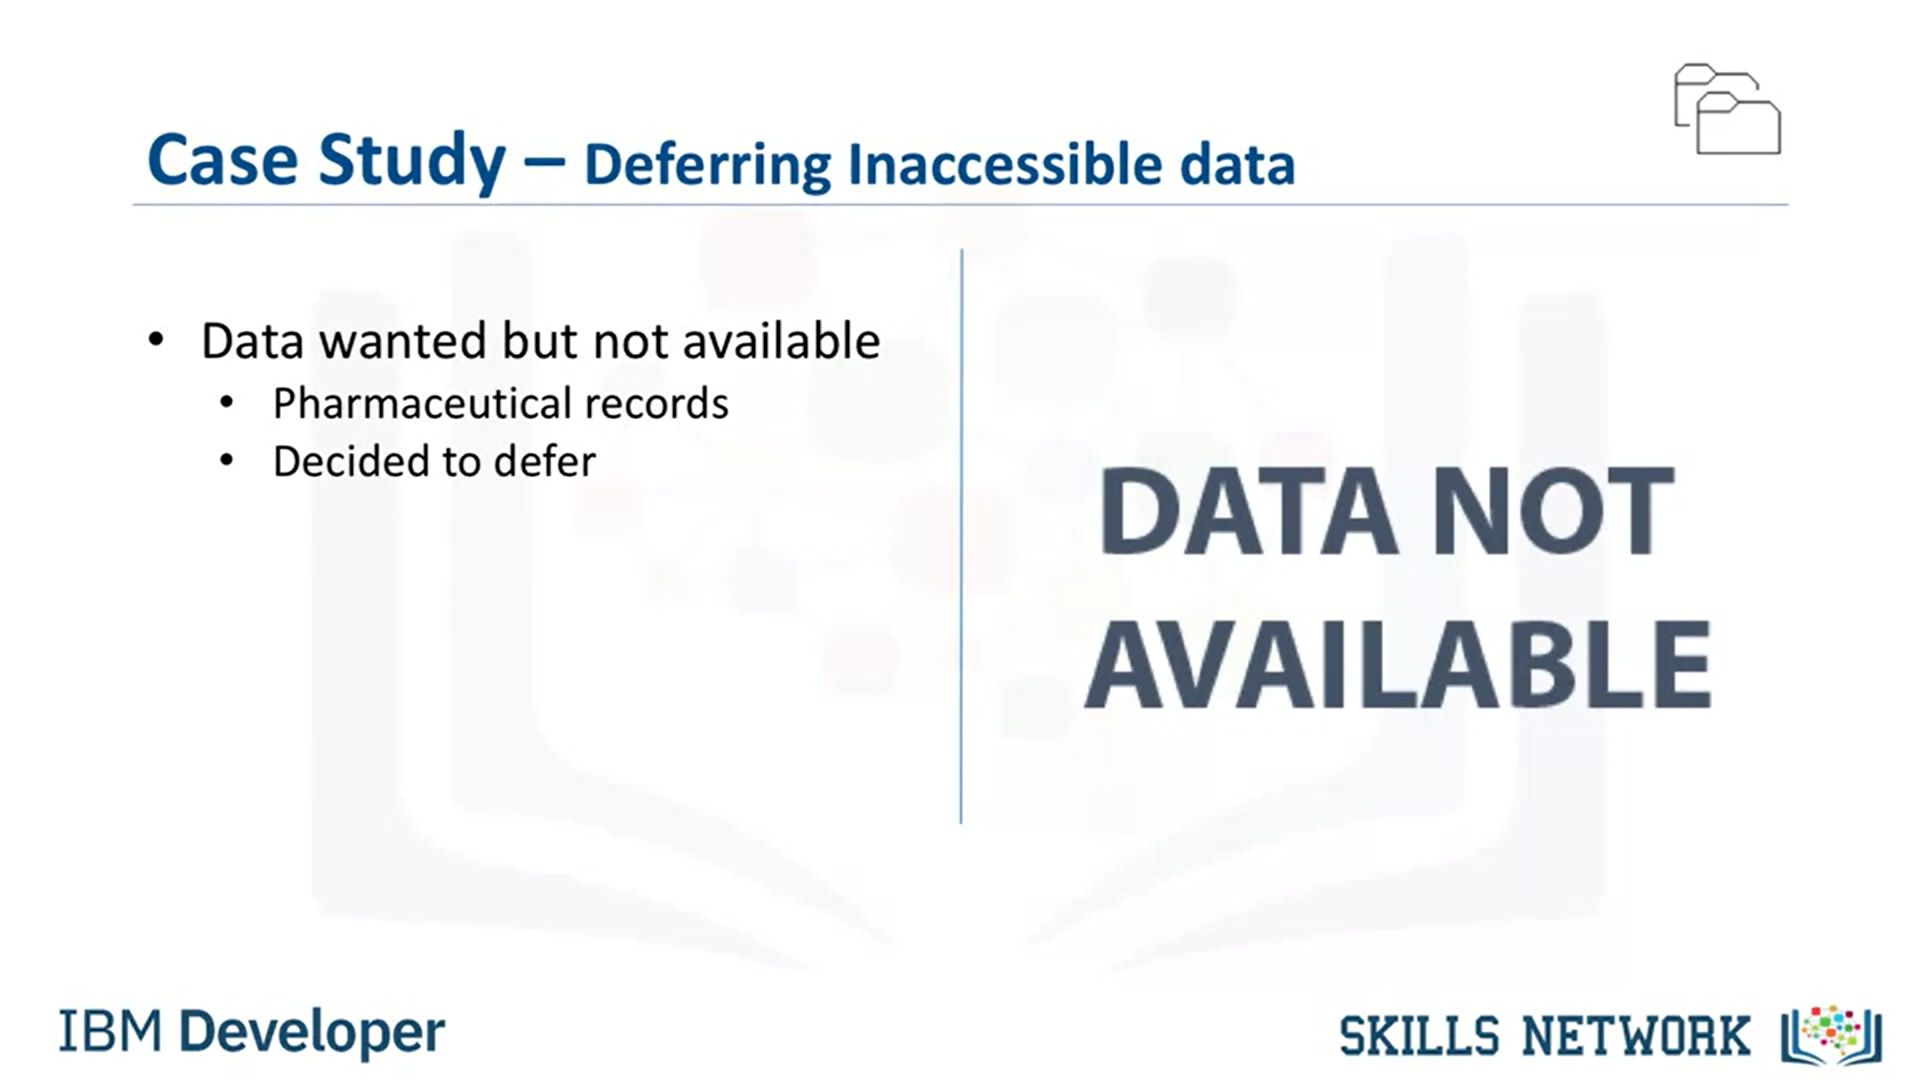 Case Study – Deferring Inaccessible data
• Data wanted but not available
• Pharmaceutical records
• Decided to defer
DATA NOT
AVAILABLE
IBM Developer
SKILLS NETWORK